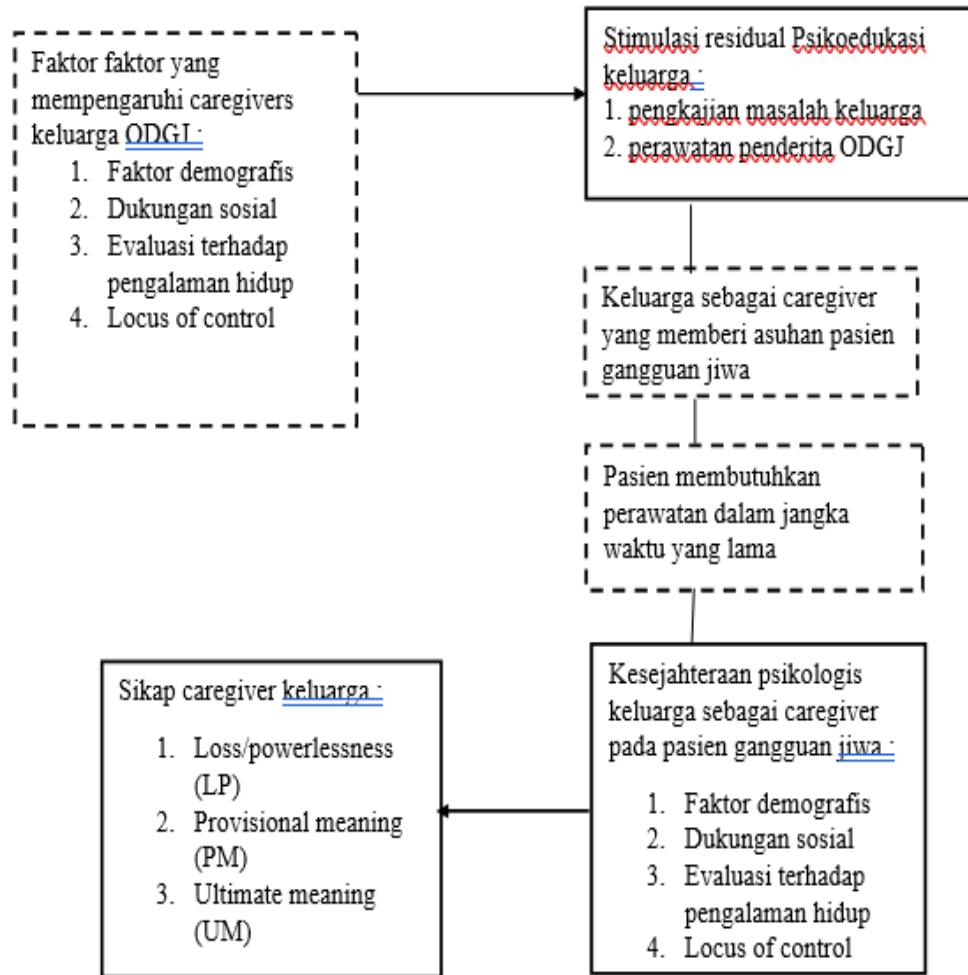 Faktor faktor yang
mempengaruhi caregivers
keluarga ODGJ :
1. Faktor demografis
2. Dukungan sosial
3. Evaluasi terhadap
pengalaman hidup
4. Locus of control
Stimulasi residual Psikoedukasi
keluarga :
1. pengkajian masalah keluarga
2. perawatan penderita ODGJ
Keluarga sebagai caregiver
yang memberi asuhan pasien
gangguan jiwa
Pasien membutuhkan
perawatan dalam jangka
waktu yang lama
Kesejahteraan psikologis
keluarga sebagai caregiver
pada pasien gangguan jiwa :
1. Faktor demografis
2. Dukungan sosial
3. Evaluasi terhadap
pengalaman hidup
4. Locus of control
Sikap caregiver keluarga :
1. Loss/powerlessness
(LP)
2. Provisional meaning
(PM)
3. Ultimate meaning
(UM)